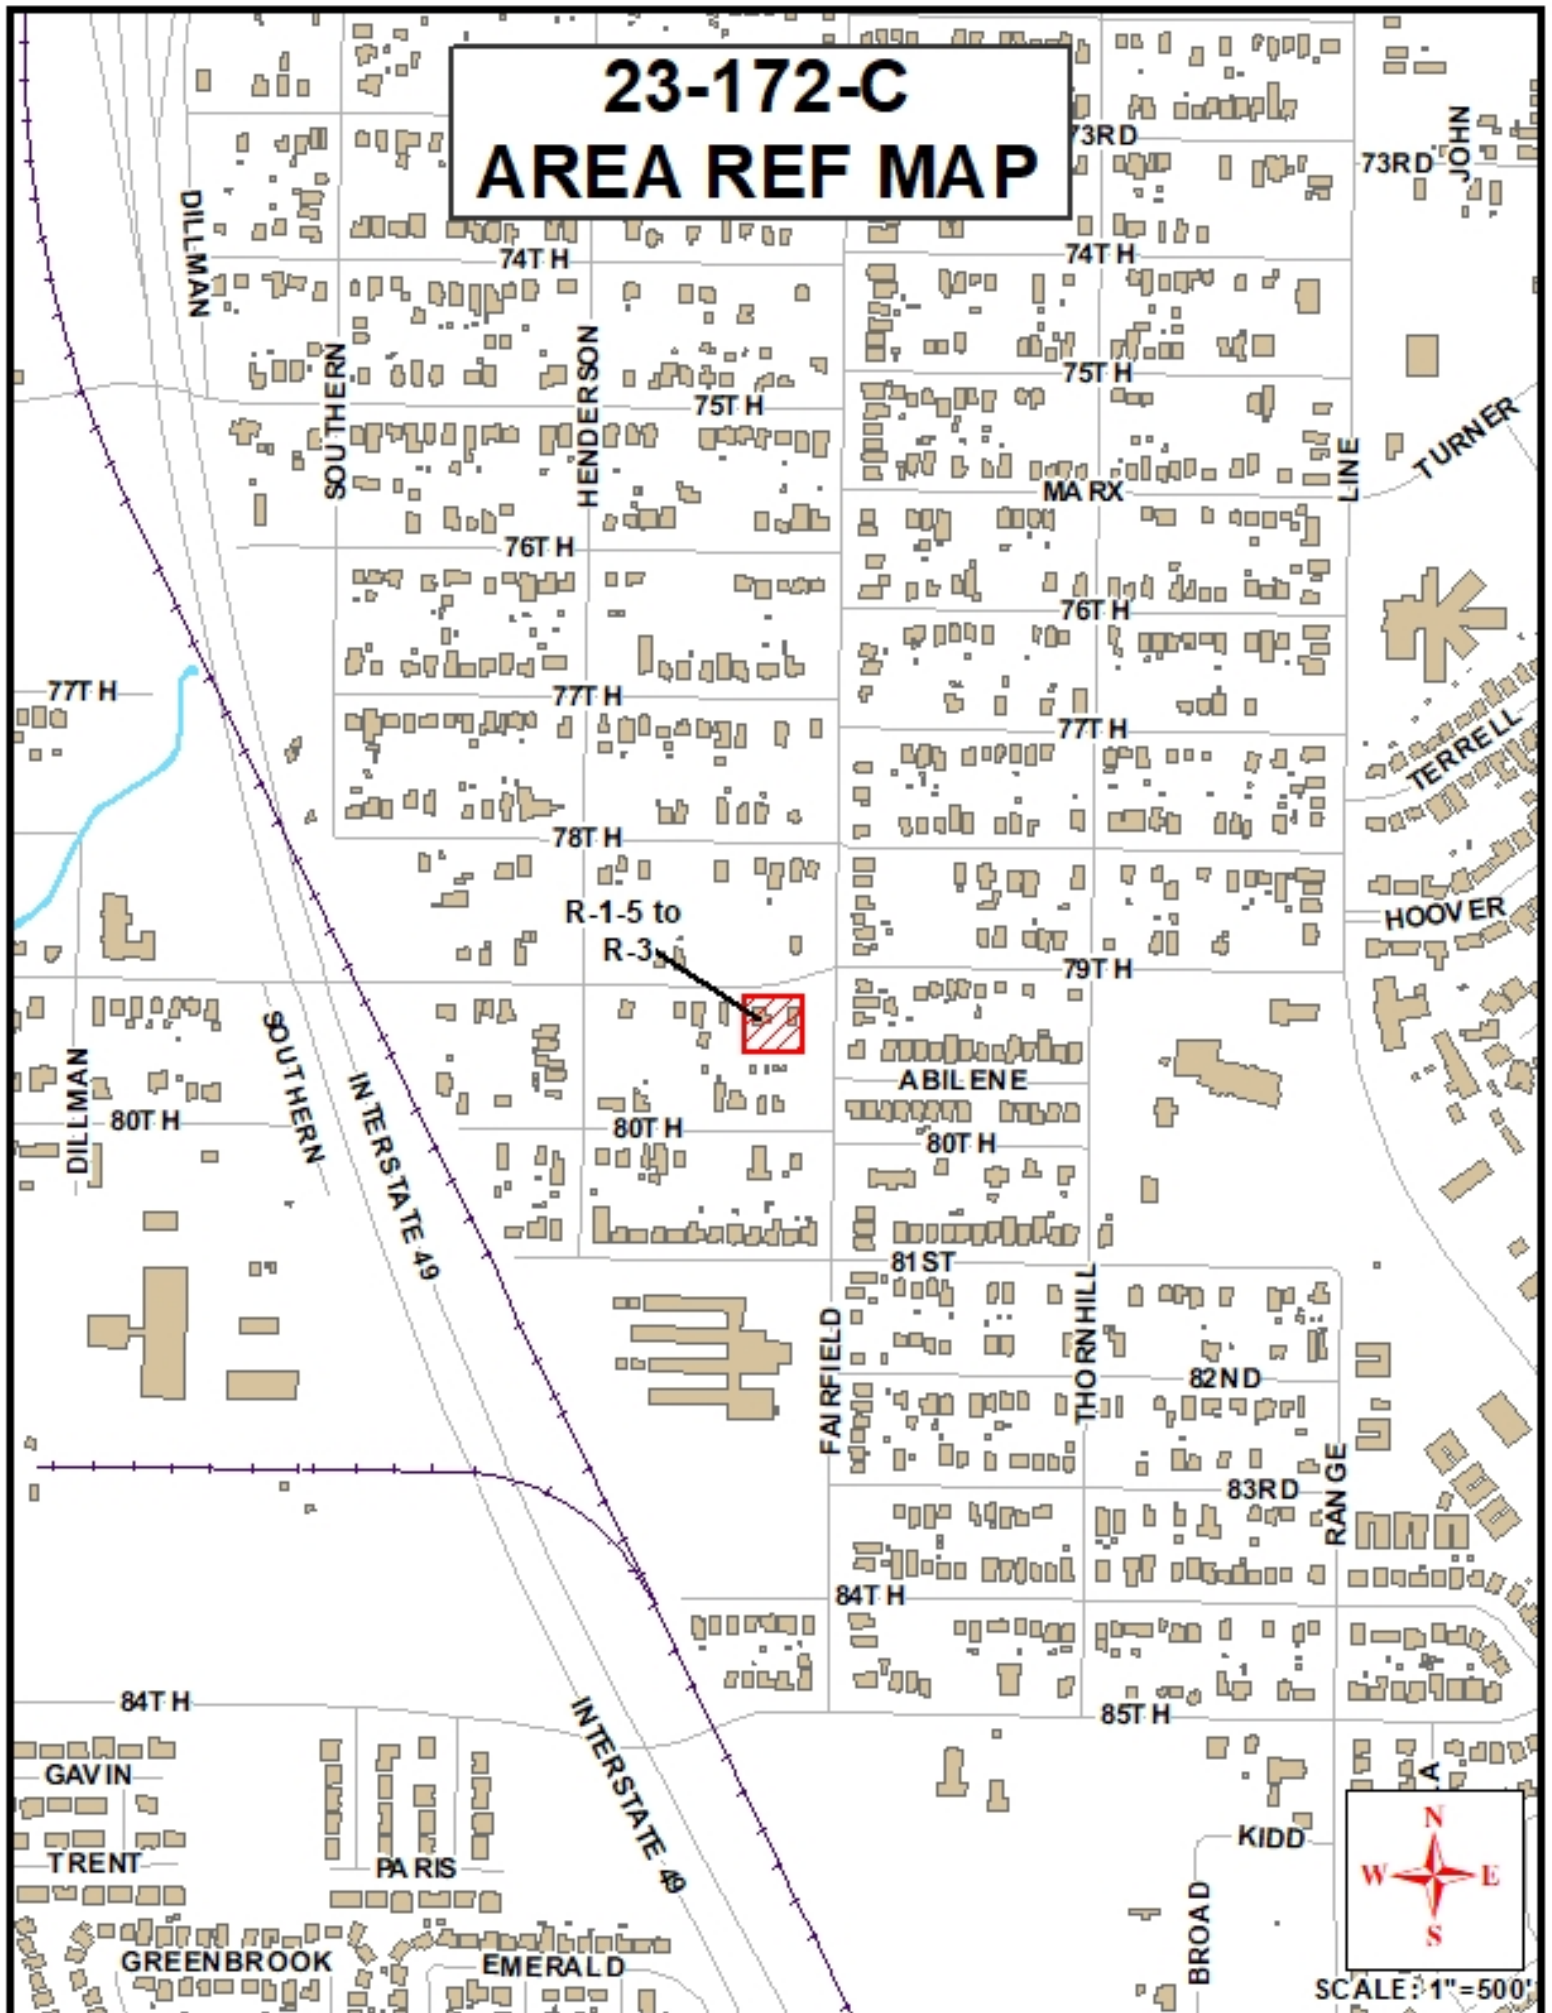 23-172-C
AREA REF MAP
73RD
73RD
JOHN
DILLMAN
74TH
74TH
SOUTHERN
HENDERSON
75TH
75TH
TURNER
LINE
MARX
76TH
76TH
77TH
77TH
77TH
TERRELL
78TH
R-1-5 to
R-3
HOOVER
79TH
SOUTHERN
DILLMAN
INTERSTATE 49
ABILENE
80TH
80TH
80TH
81ST
FAIRFIELD
THORNHILL
82ND
RANGE
83RD
84TH
84TH
85TH
INTERSTATE 49
GAVIN
TRENT
PARIS
KIDD
BROAD
GREENBROOK
EMERALD
N
W E
S
SCALE: 1"=500'